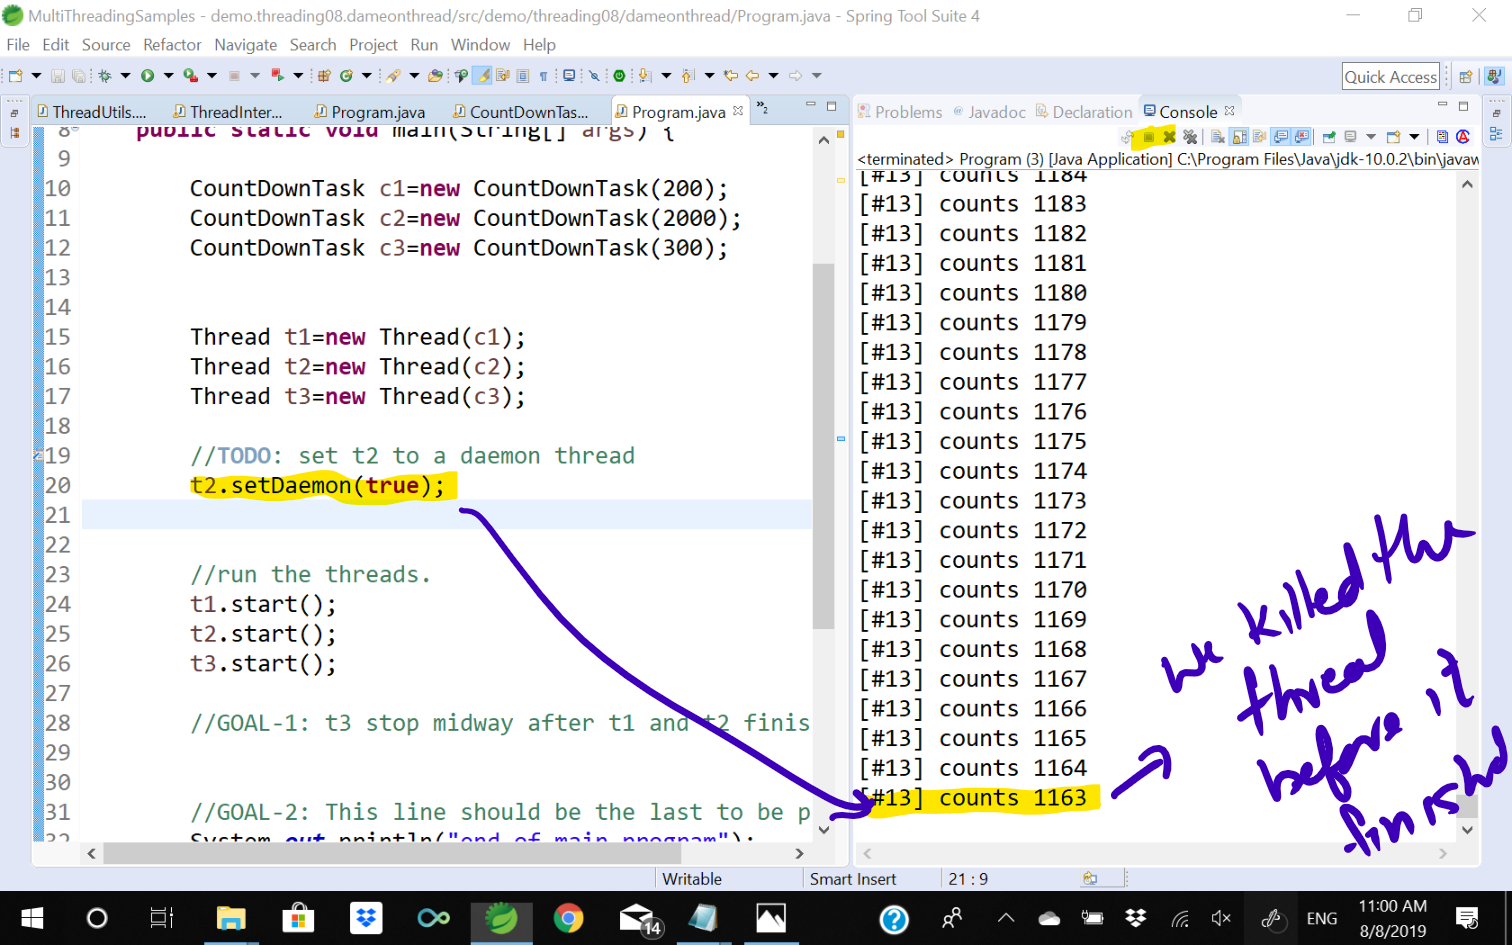 MultiThreadingSamples - demo.threading08.dameonthread/src/demo/threading08/dameonthread/Program.java - Spring Tool Suite 4
File Edit Source Refactor Navigate Search Project Run Window Help
Quick Access
ThreadUtils.... ThreadInter... Program.java CountDownTas... Program.java "2
8 public static void main(String[] args) {
9
10 CountDownTask c1=new CountDownTask(200);
11 CountDownTask c2=new CountDownTask(2000);
12 CountDownTask c3=new CountDownTask(300);
13
14
15 Thread t1=new Thread(c1);
16 Thread t2=new Thread(c2);
17 Thread t3=new Thread(c3);
18
19 //TODO: set t2 to a daemon thread
20 t2.setDaemon(true);
21
22
23 //run the threads.
24 t1.start();
25 t2.start();
26 t3.start();
27
28 //GOAL-1: t3 stop midway after t1 and t2 finis
29
30
31 //GOAL-2: This line should be the last to be p
32 System.out.println("end of main program");
Problems Javadoc Declaration Console
<terminated> Program (3) [Java Application] C:\Program Files\Java\jdk-10.0.2\bin\javaw
[#13] counts 1184
[#13] counts 1183
[#13] counts 1182
[#13] counts 1181
[#13] counts 1180
[#13] counts 1179
[#13] counts 1178
[#13] counts 1177
[#13] counts 1176
[#13] counts 1175
[#13] counts 1174
[#13] counts 1173
[#13] counts 1172
[#13] counts 1171
[#13] counts 1170
[#13] counts 1169
[#13] counts 1168
[#13] counts 1167
[#13] counts 1166
[#13] counts 1165
[#13] counts 1164
[#13] counts 1163
we killed the
thread
before it
finished
Writable Smart Insert 21 : 9
14
ENG
11:00 AM
8/8/2019